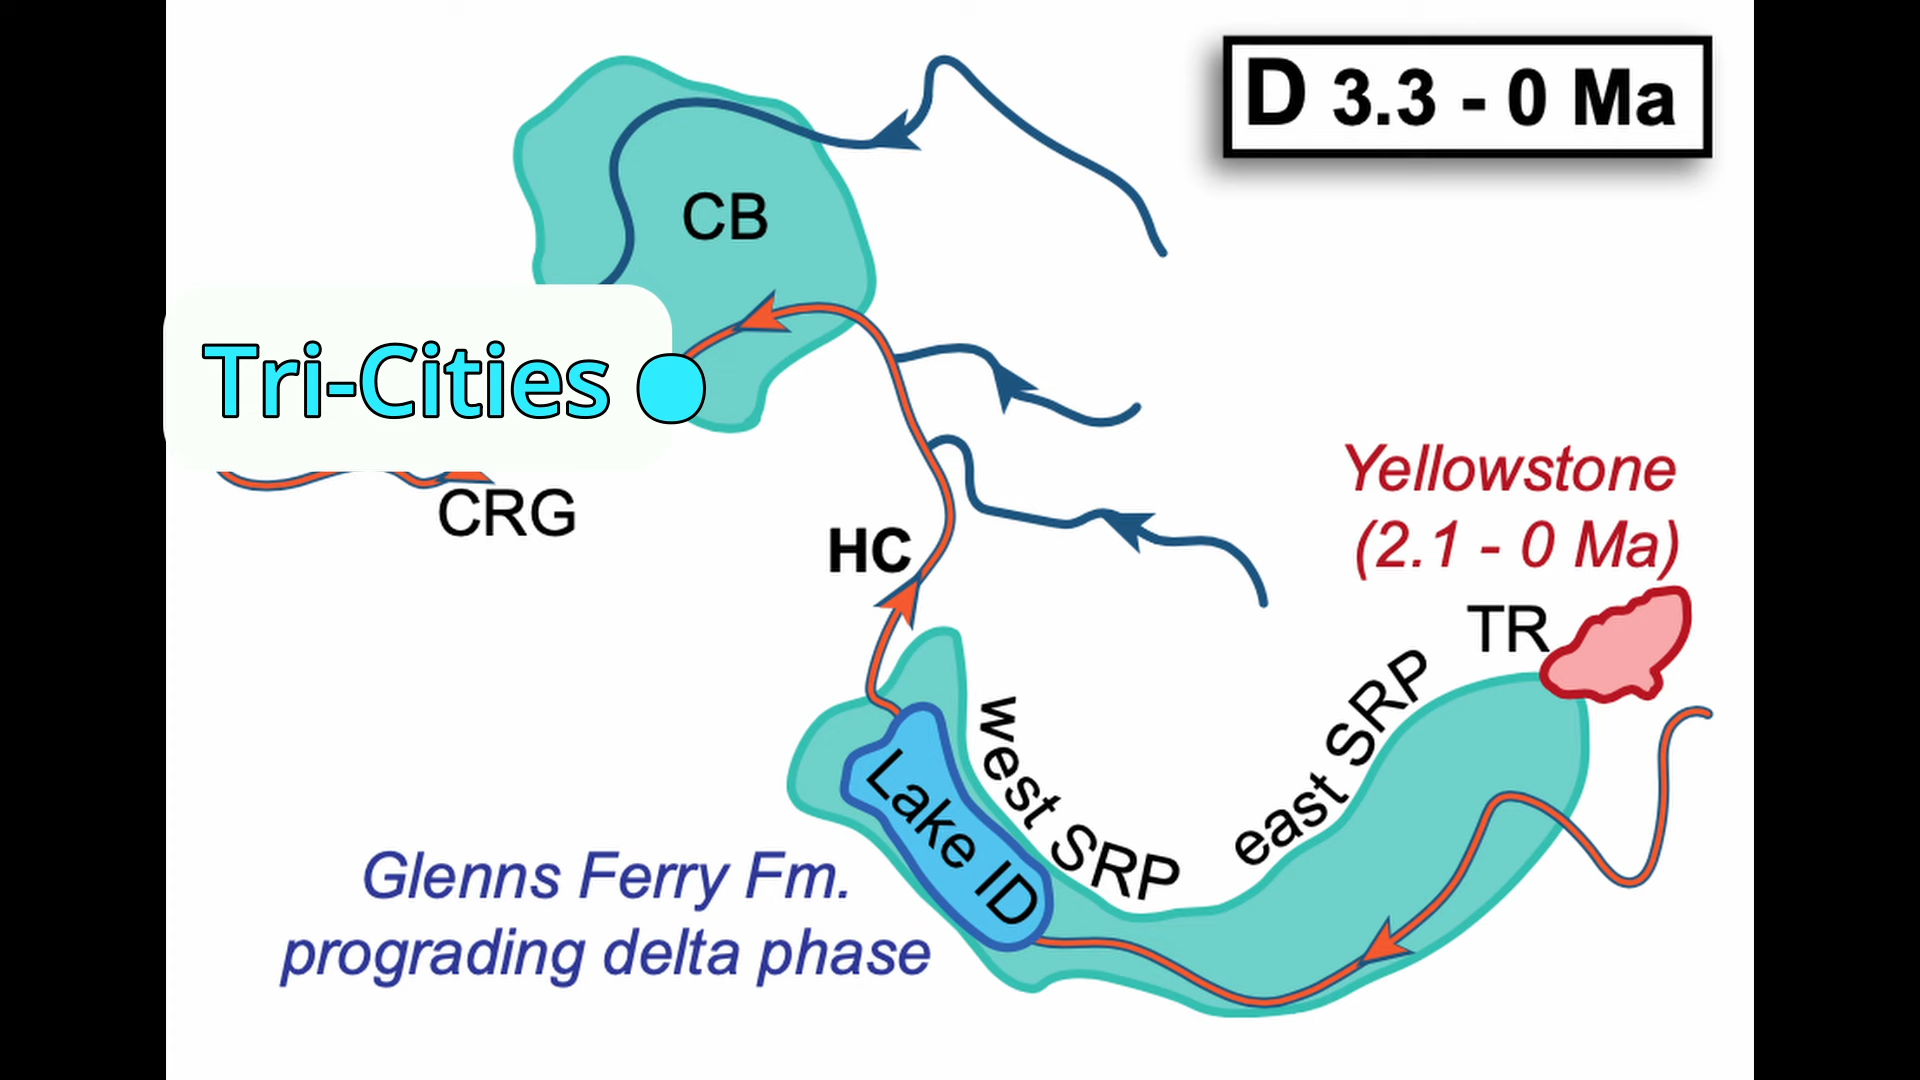 D 3.3 - 0 Ma
CB
Tri-Cities
CRG
HC
Yellowstone
(2.1 - 0 Ma)
TR
east SRP
west SRP
Lake ID
Glenns Ferry Fm.
prograding delta phase